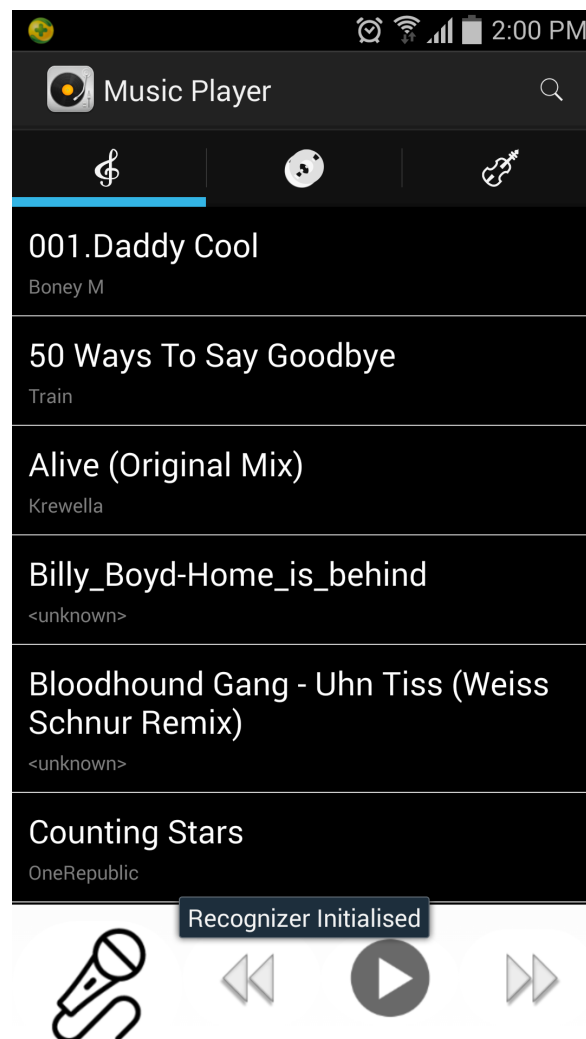 2:00 PM
Music Player
001.Daddy Cool
Boney M
50 Ways To Say Goodbye
Train
Alive (Original Mix)
Krewella
Billy_Boyd-Home_is_behind
<unknown>
Bloodhound Gang - Uhn Tiss (Weiss
Schnur Remix)
<unknown>
Counting Stars
OneRepublic
Recognizer Initialised